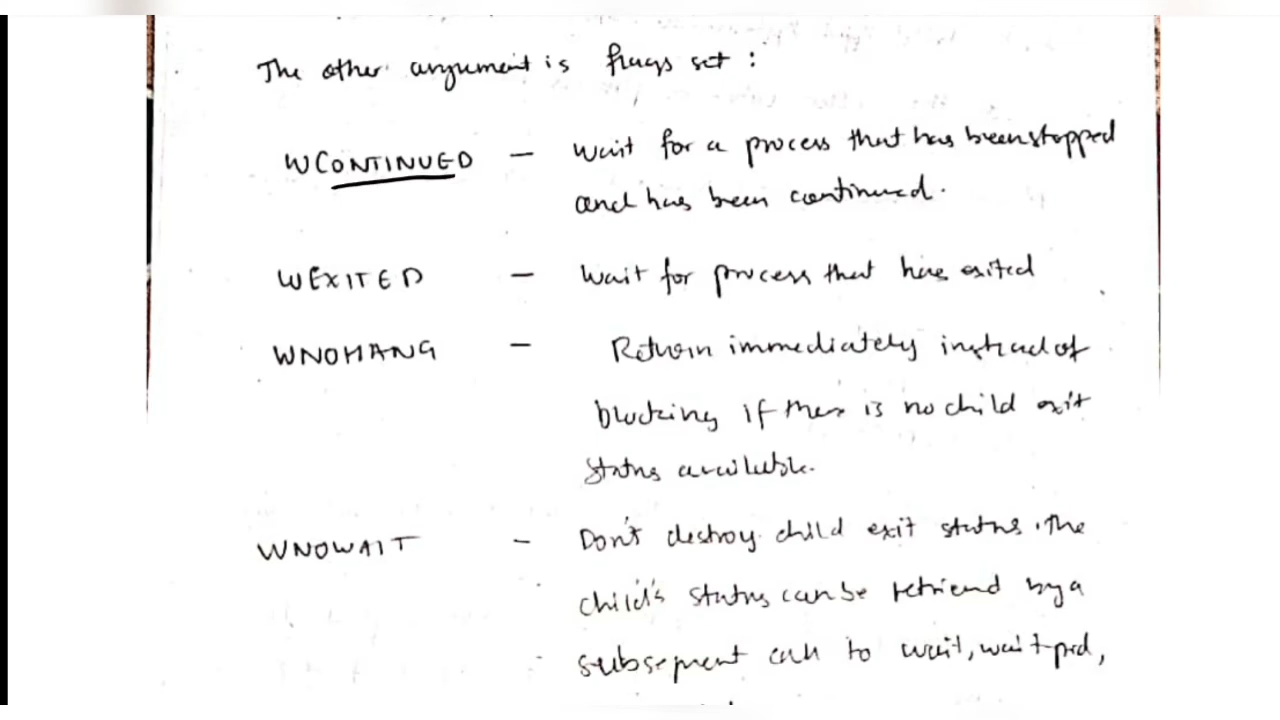 The other argument is flags set :
WCONTINUED — Wait for a process that has been stopped
and has been continued.
WEXITED — Wait for process that has exited
WNOHANG — Return immediately instead of
blocking if there is no child exit
status available.
WNOWAIT — Don't destroy child exit status. The
child's status can be retrieved by a
subsequent call to wait, waitpid,